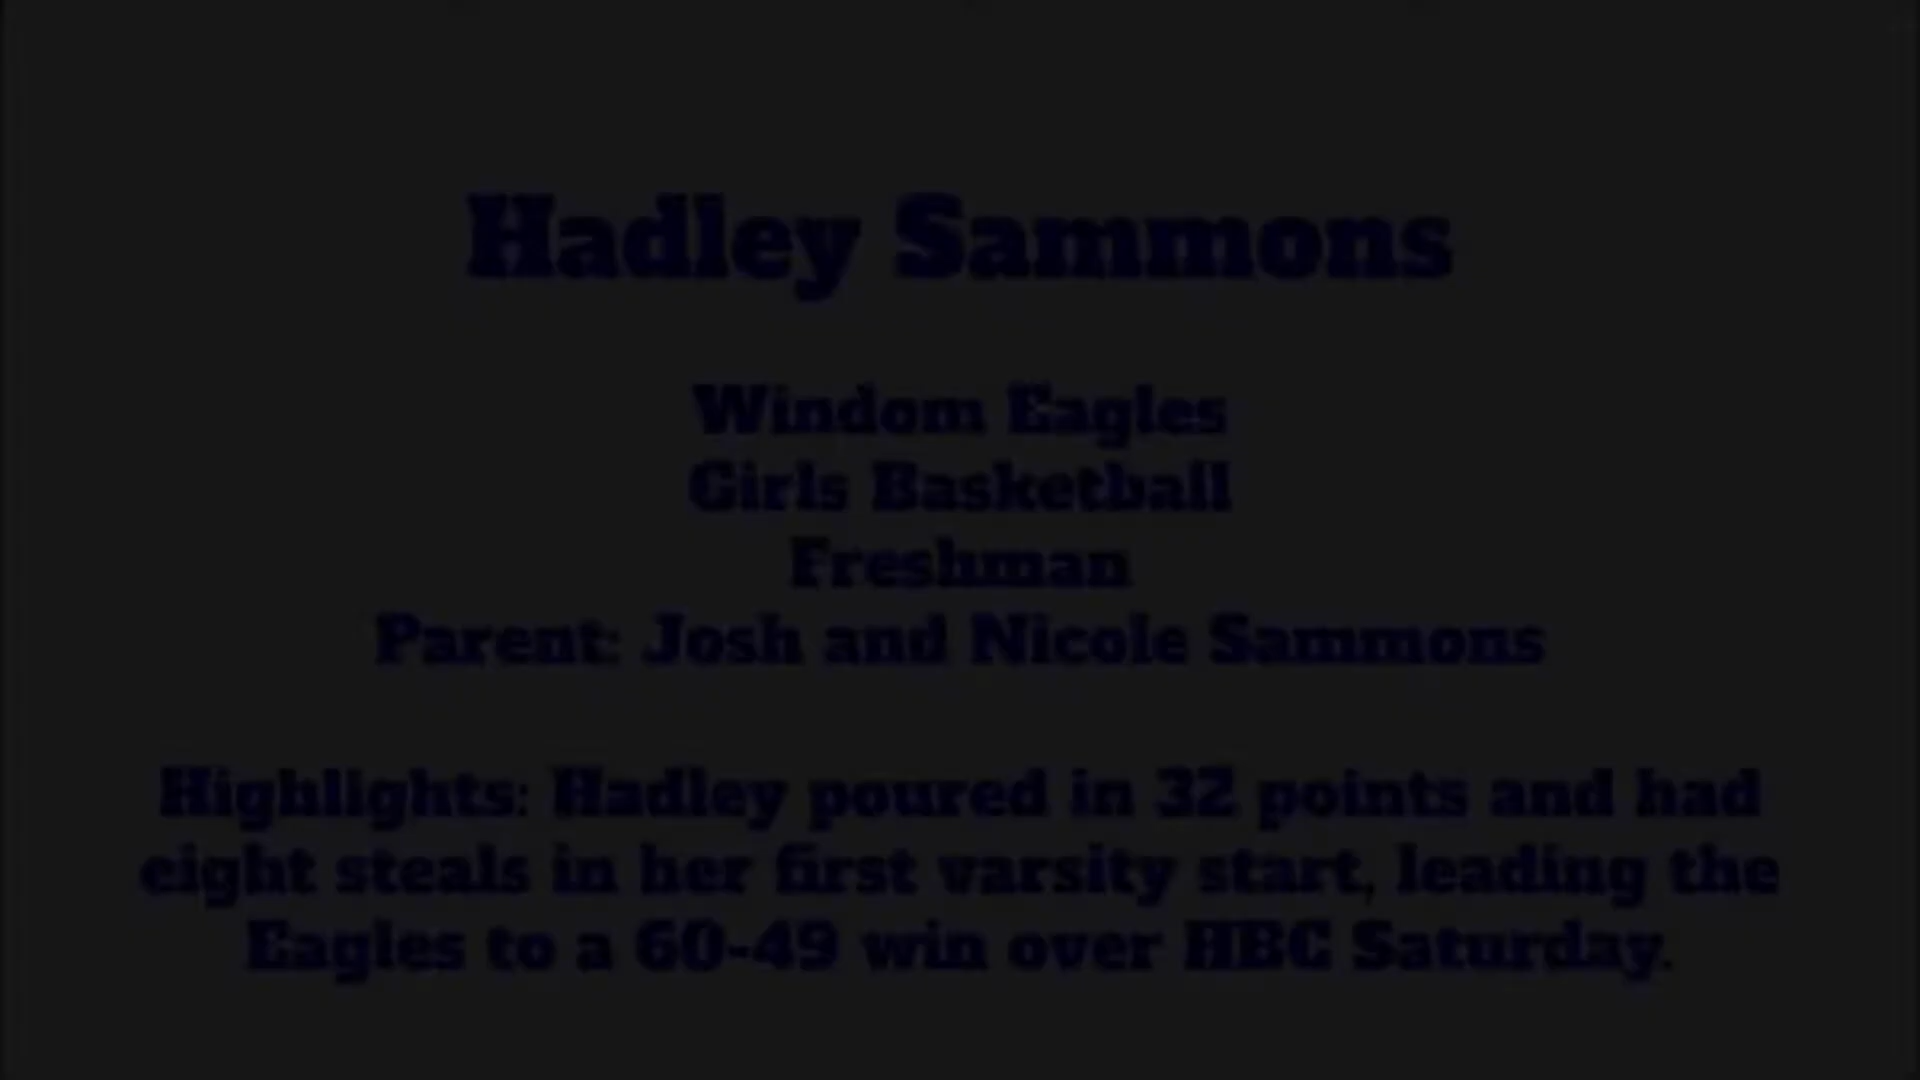 Hadley Sammons
Windom Eagles
Girls Basketball
Freshman
Parent: Josh and Nicole Sammons
Highlights: Hadley poured in 32 points and had
eight steals in her first varsity start, leading the
Eagles to a 60-49 win over HBC Saturday.